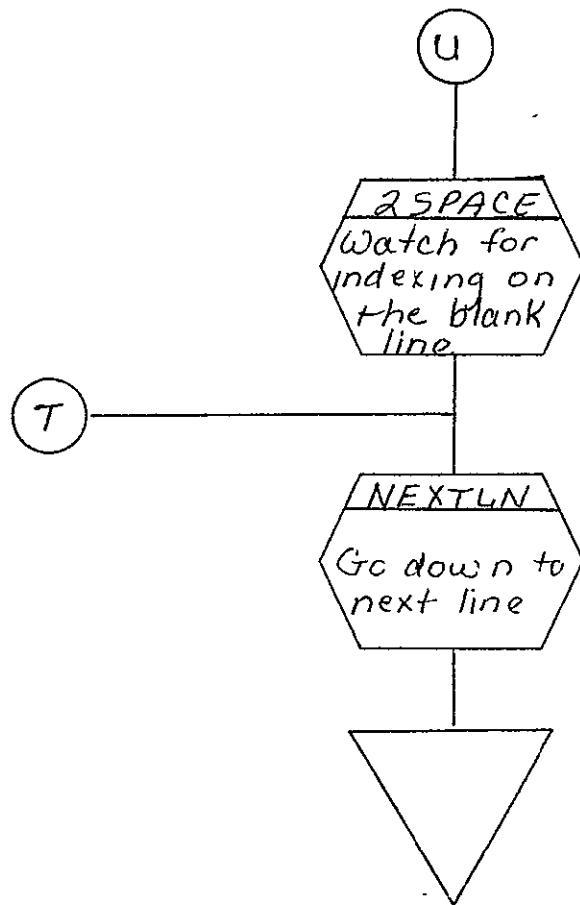 U
2SPACE
Watch for
indexing on
the blank
line
T
NEXTLN
Go down to
next line